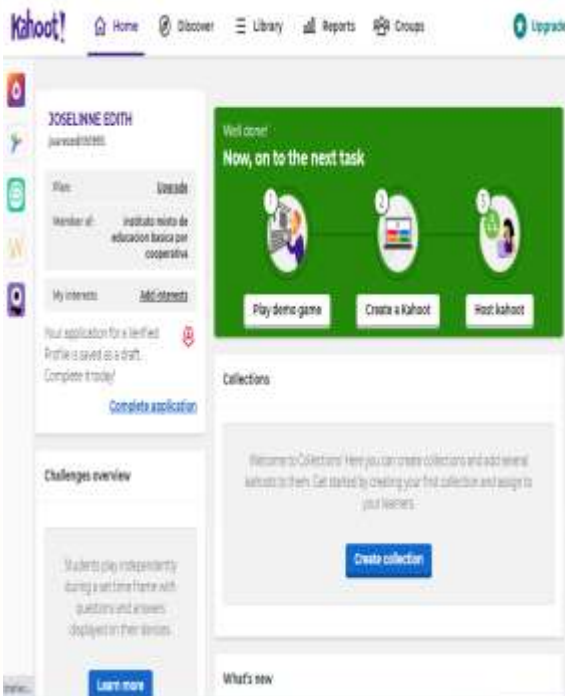 Kahoot!
Home
Discover
Library
Reports
Groups
Upgrade
JOSELINNE EDITH
Plan:
Upgrade
Member of:
instituto mixto de
educacion basica por
cooperativa
My interests
Add interests
Your application for a Verified
Profile is saved as a draft.
Complete it today!
Complete application
Challenges overview
Students play independently
during a set time frame with
questions and answers
displayed on their devices.
Learn more
Well done!
Now, on to the next task
1
2
3
Play demo game
Create a Kahoot
Host kahoot
Collections
Welcome to Collections! Here you can create collections and add several
kahoots to them. Get started by creating your first collection and assign to
your learners.
Create collection
What's new